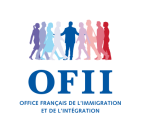 OFII
OFFICE FRANÇAIS DE L'IMMIGRATION
ET DE L'INTÉGRATION